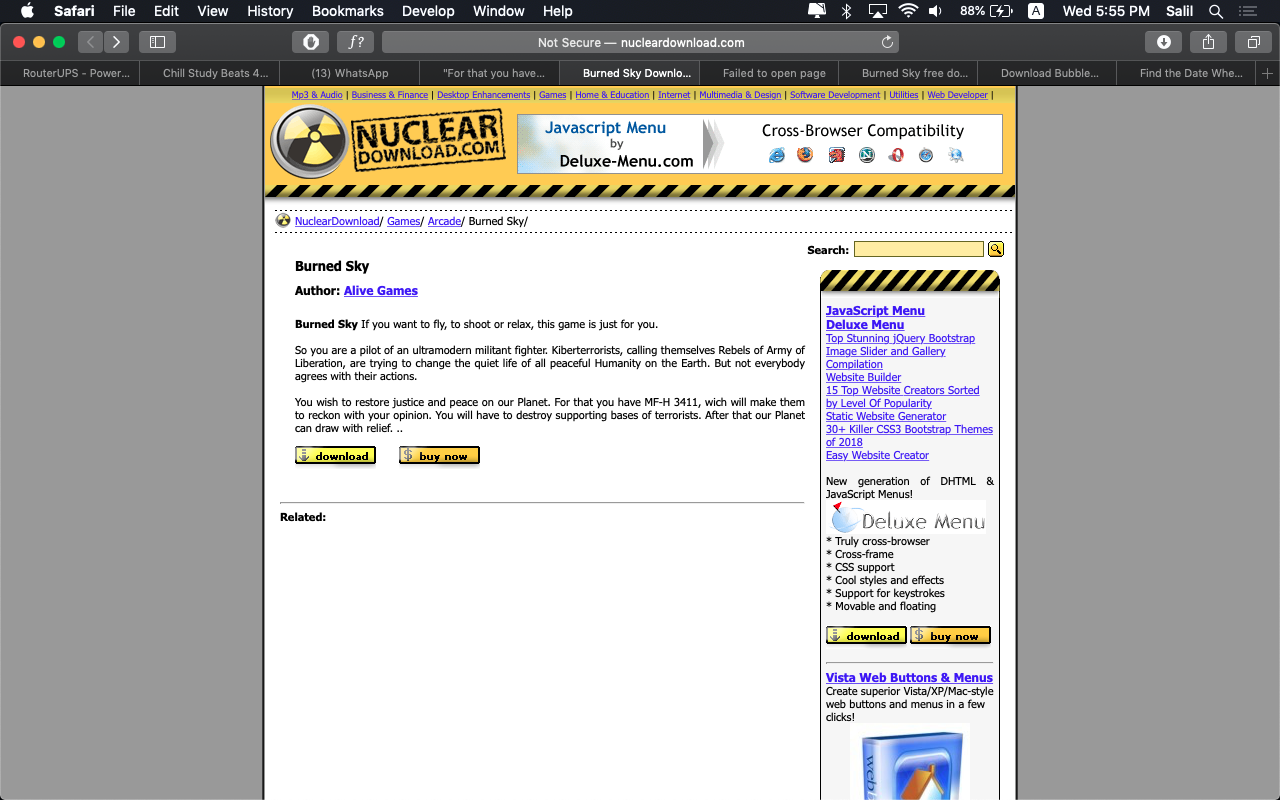 Safari File Edit View History Bookmarks Develop Window Help 88% A Wed 5:55 PM Salil
f? Not Secure — nucleardownload.com
RouterUPS - Power... Chill Study Beats 4... (13) WhatsApp "For that you have... Burned Sky Downlo... Failed to open page Burned Sky free do... Download Bubble... Find the Date Whe...
Mp3 & Audio | Business & Finance | Desktop Enhancements | Games | Home & Education | Internet | Multimedia & Design | Software Development | Utilities | Web Developer |
NUCLEAR
DOWNLOAD.COM
Javascript Menu
by
Deluxe-Menu.com
Cross-Browser Compatibility
NuclearDownload/ Games/ Arcade/ Burned Sky/
Search:
Burned Sky
Author: Alive Games
Burned Sky If you want to fly, to shoot or relax, this game is just for you.
So you are a pilot of an ultramodern militant fighter. Kiberterrorists, calling themselves Rebels of Army of
Liberation, are trying to change the quiet life of all peaceful Humanity on the Earth. But not everybody
agrees with their actions.
You wish to restore justice and peace on our Planet. For that you have MF-H 3411, wich will make them
to reckon with your opinion. You will have to destroy supporting bases of terrorists. After that our Planet
can draw with relief. ..
download $ buy now
Related:
JavaScript Menu
Deluxe Menu
Top Stunning jQuery Bootstrap
Image Slider and Gallery
Compilation
Website Builder
15 Top Website Creators Sorted
by Level Of Popularity
Static Website Generator
30+ Killer CSS3 Bootstrap Themes
of 2018
Easy Website Creator
New generation of DHTML &
JavaScript Menus!
Deluxe Menu
* Truly cross-browser
* Cross-frame
* CSS support
* Cool styles and effects
* Support for keystrokes
* Movable and floating
download $ buy now
Vista Web Buttons & Menus
Create superior Vista/XP/Mac-style
web buttons and menus in a few
clicks!